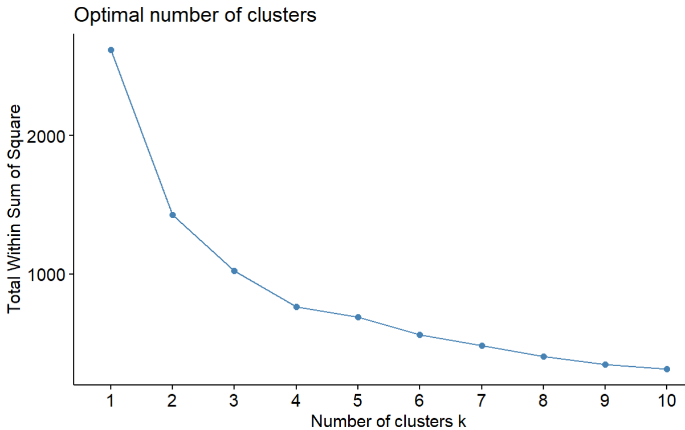 Optimal number of clusters
Total Within Sum of Square
2000
1000
1 2 3 4 5 6 7 8 9 10
Number of clusters k